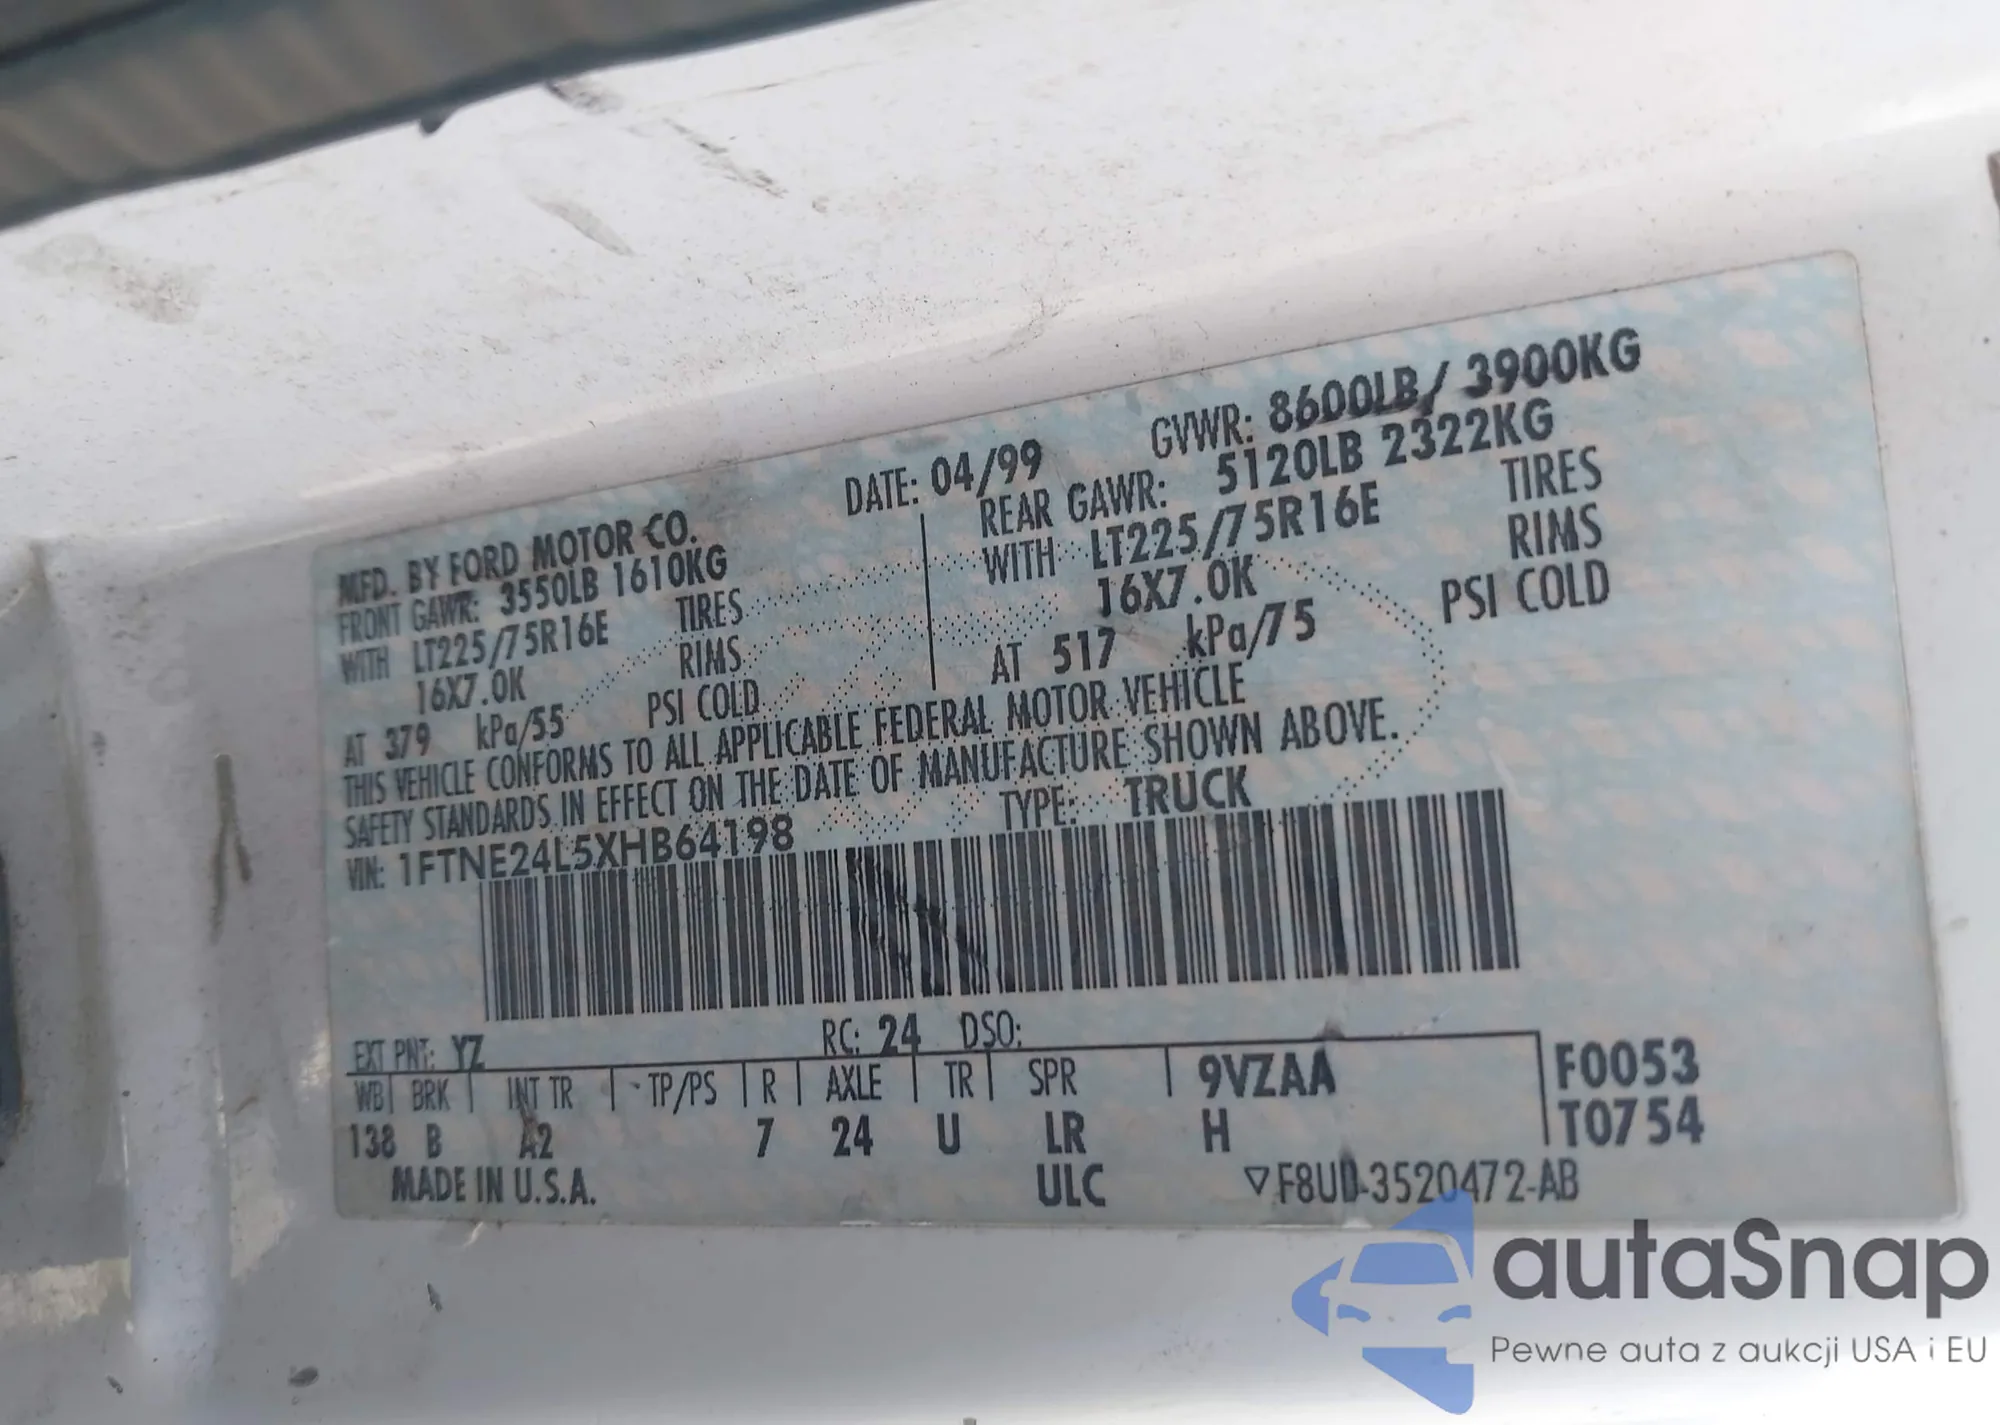 MFD. BY FORD MOTOR CO.
DATE: 04/99
GVWR: 8600LB/ 3900KG
FRONT GAWR: 3550LB 1610KG
REAR GAWR: 5120LB 2322KG
WITH LT225/75R16E TIRES
WITH LT225/75R16E TIRES
16X7.0K RIMS
16X7.0K RIMS
AT 379 kPa/55 PSI COLD
AT 517 kPa/75 PSI COLD
THIS VEHICLE CONFORMS TO ALL APPLICABLE FEDERAL MOTOR VEHICLE
SAFETY STANDARDS IN EFFECT ON THE DATE OF MANUFACTURE SHOWN ABOVE.
VIN: 1FTNE24L5XHB64198
TYPE: TRUCK
EXT PNT: YZ RC: 24 DSO:
WB BRK INT TR TP/PS R AXLE TR SPR 9VZAA F0053
138 B A2 7 24 U LR H T0754
MADE IN U.S.A. ULC ▽F8UD-3520472-AB
autaSnap
Pewne auta z aukcji USA i EU